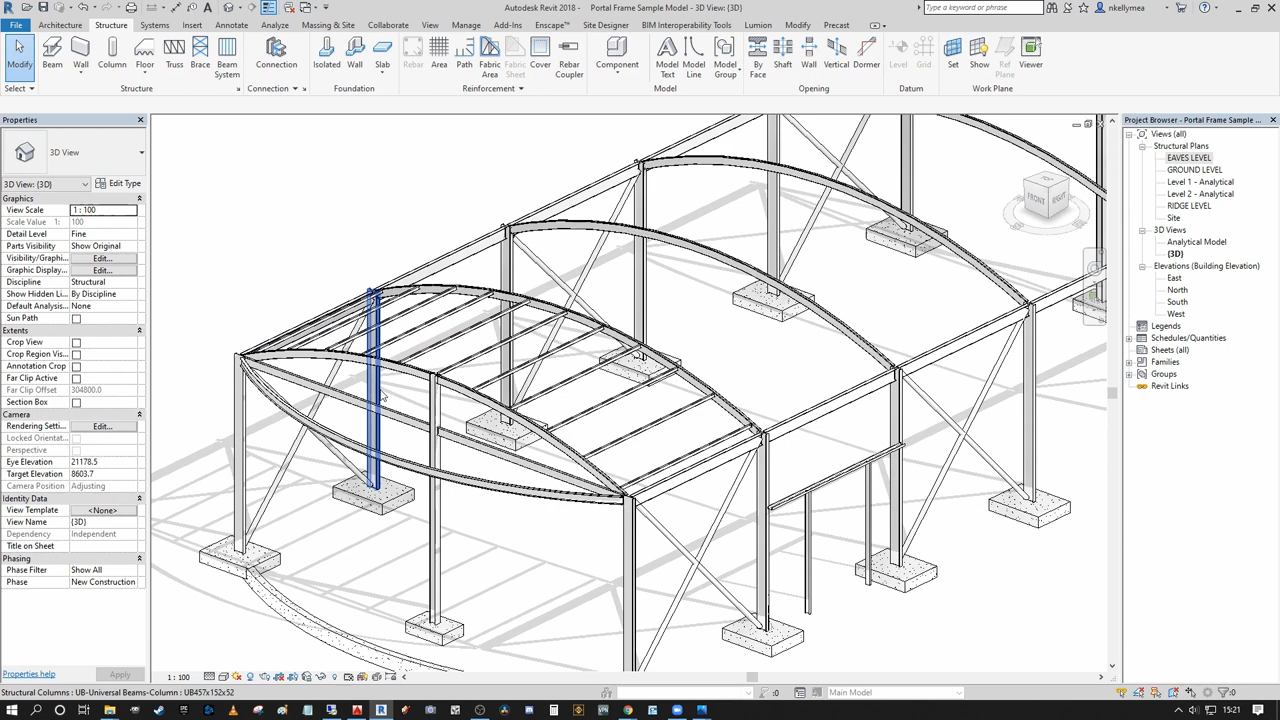 Autodesk Revit 2018 - Portal Frame Sample Model - 3D View: {3D}
Type a keyword or phrase
nkellymea
File Architecture Structure Systems Insert Annotate Analyze Massing & Site Collaborate View Manage Add-Ins Enscape™ Site Designer BIM Interoperability Tools Lumion Modify Precast
Modify Beam Wall Column Floor Truss Brace Beam System Connection Isolated Wall Slab Rebar Area Path Fabric Area Fabric Sheet Cover Rebar Coupler Component Model Text Model Line Model Group By Face Shaft Wall Vertical Dormer Level Grid Set Show Ref Plane Viewer
Select Structure Connection Foundation Reinforcement Model Opening Datum Work Plane
Properties
3D View
3D View: {3D} Edit Type
Graphics
View Scale 1 : 100
Scale Value 1: 100
Detail Level Fine
Parts Visibility Show Original
Visibility/Graphi... Edit...
Graphic Display... Edit...
Discipline Structural
Show Hidden Li... By Discipline
Default Analysis... None
Sun Path
Extents
Crop View
Crop Region Vis...
Annotation Crop
Far Clip Active
Far Clip Offset 304800.0
Section Box
Camera
Rendering Setti... Edit...
Locked Orientat...
Perspective
Eye Elevation 21178.5
Target Elevation 8603.7
Camera Position Adjusting
Identity Data
View Template <None>
View Name {3D}
Dependency Independent
Title on Sheet
Phasing
Phase Filter Show All
Phase New Construction
Properties help Apply
TOP
FRONT RIGHT
Project Browser - Portal Frame Sample ...
Views (all)
Structural Plans
EAVES LEVEL
GROUND LEVEL
Level 1 - Analytical
Level 2 - Analytical
RIDGE LEVEL
Site
3D Views
Analytical Model
{3D}
Elevations (Building Elevation)
East
North
South
West
Legends
Schedules/Quantities
Sheets (all)
Families
Groups
Revit Links
1 : 100
Structural Columns : UB-Universal Beams-Column : UB457x152x52
:0
Main Model
:0
15:21